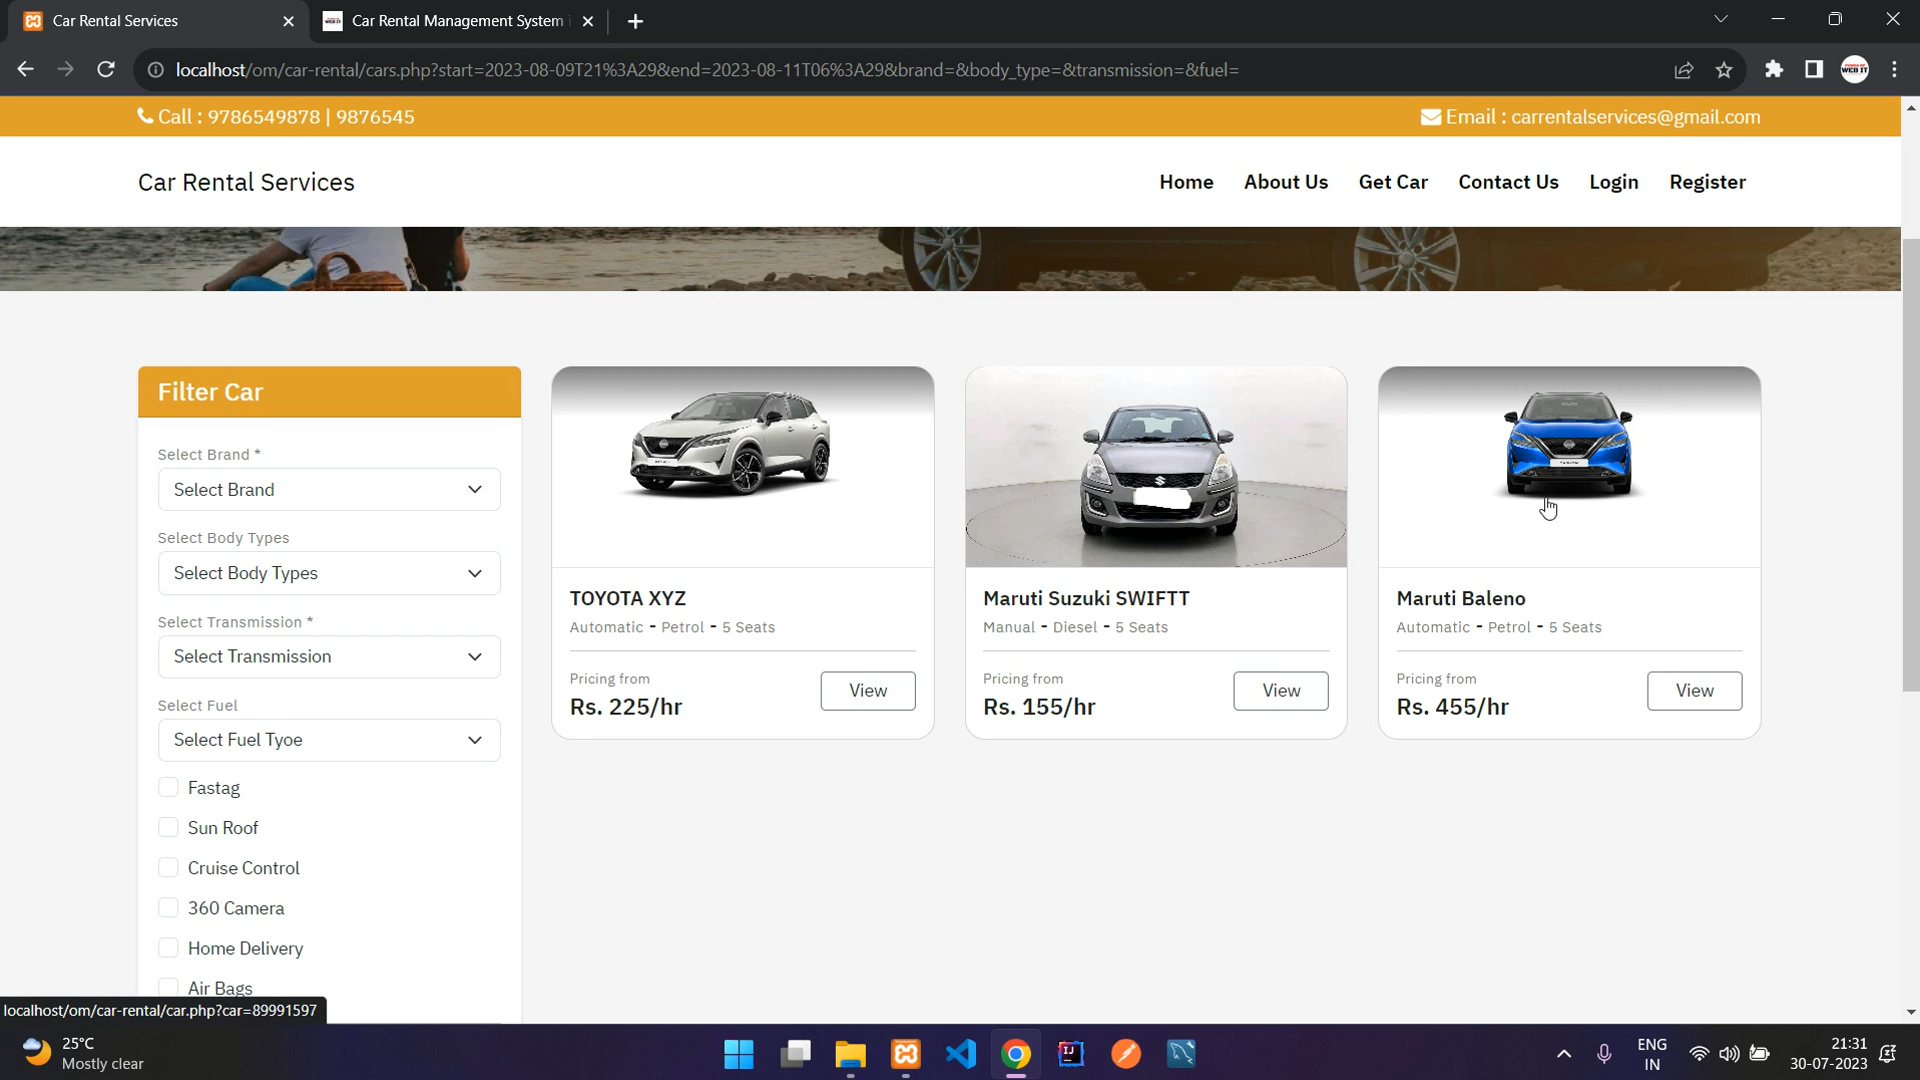 Car Rental Services
Car Rental Management System
localhost/om/car-rental/cars.php?start=2023-08-09T21%3A29&end=2023-08-11T06%3A29&brand=&body_type=&transmission=&fuel=
WEB IT
Call : 9786549878 | 9876545
Email : carrentalservices@gmail.com
Car Rental Services
Home About Us Get Car Contact Us Login Register
Filter Car
Select Brand *
Select Brand
Select Body Types
Select Body Types
Select Transmission *
Select Transmission
Select Fuel
Select Fuel Tyoe
Fastag
Sun Roof
Cruise Control
360 Camera
Home Delivery
Air Bags
TOYOTA XYZ
Automatic - Petrol - 5 Seats
Pricing from
Rs. 225/hr
View
Maruti Suzuki SWIFTT
Manual - Diesel - 5 Seats
Pricing from
Rs. 155/hr
View
Maruti Baleno
Automatic - Petrol - 5 Seats
Pricing from
Rs. 455/hr
View
localhost/om/car-rental/car.php?car=89991597
25°C
Mostly clear
IJ
ENG
IN
21:31
30-07-2023